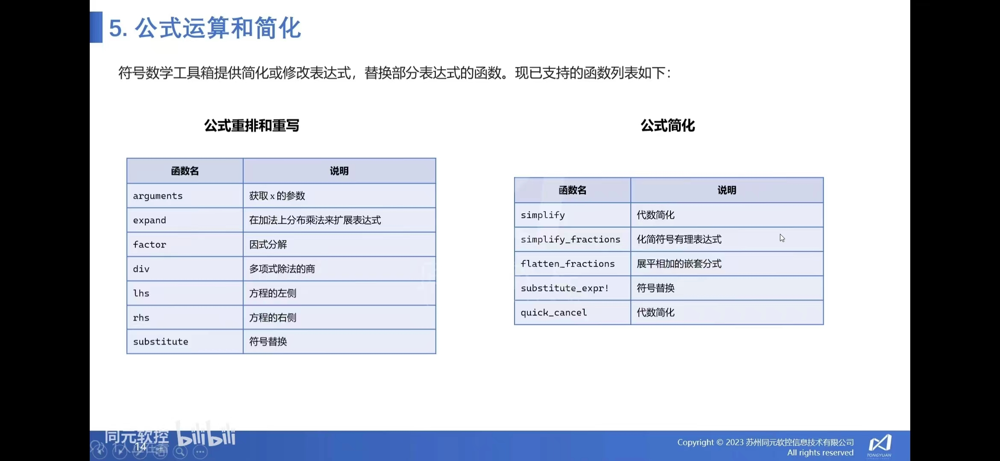 5. 公式运算和简化
符号数学工具箱提供简化或修改表达式，替换部分表达式的函数。现已支持的函数列表如下：
公式重排和重写
函数名 说明
arguments 获取 x 的参数
expand 在加法上分布乘法来扩展表达式
factor 因式分解
div 多项式除法的商
lhs 方程的左侧
rhs 方程的右侧
substitute 符号替换
公式简化
函数名 说明
simplify 代数简化
simplify_fractions 化简符号有理表达式
flatten_fractions 展平相加的嵌套分式
substitute_expr! 符号替换
quick_cancel 代数简化
同元软控 bilibili
14
Copyright © 2023 苏州同元软控信息技术有限公司
All rights reserved
TONGYUAN